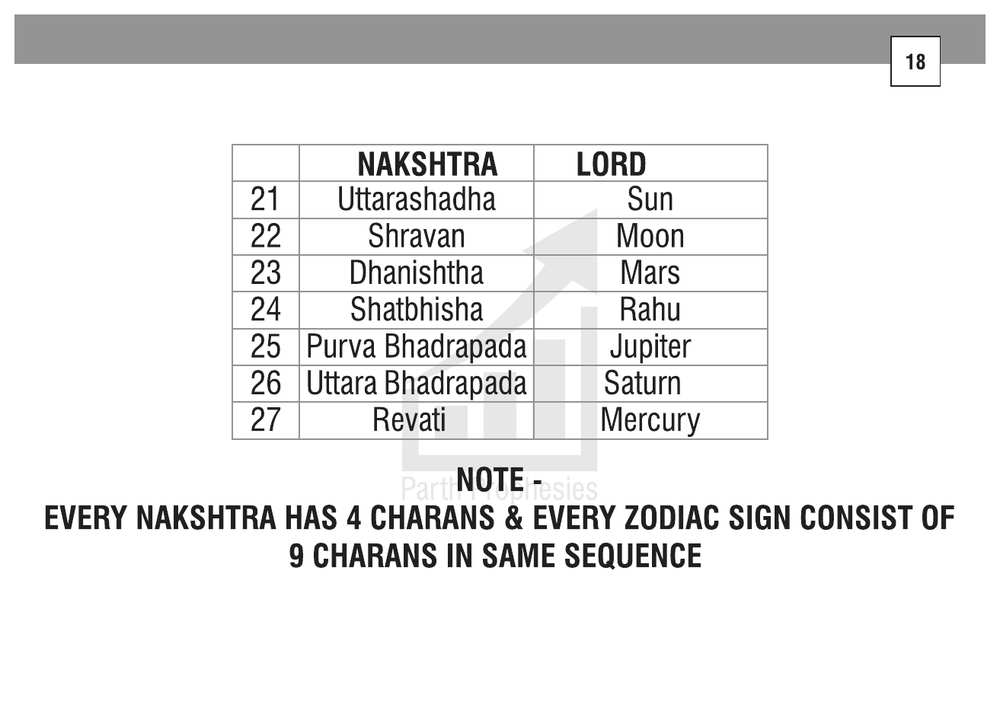 18
NAKSHTRA LORD
21 Uttarashadha Sun
22 Shravan Moon
23 Dhanishtha Mars
24 Shatbhisha Rahu
25 Purva Bhadrapada Jupiter
26 Uttara Bhadrapada Saturn
27 Revati Mercury
NOTE -
Parth Prophesies
EVERY NAKSHTRA HAS 4 CHARANS & EVERY ZODIAC SIGN CONSIST OF
9 CHARANS IN SAME SEQUENCE